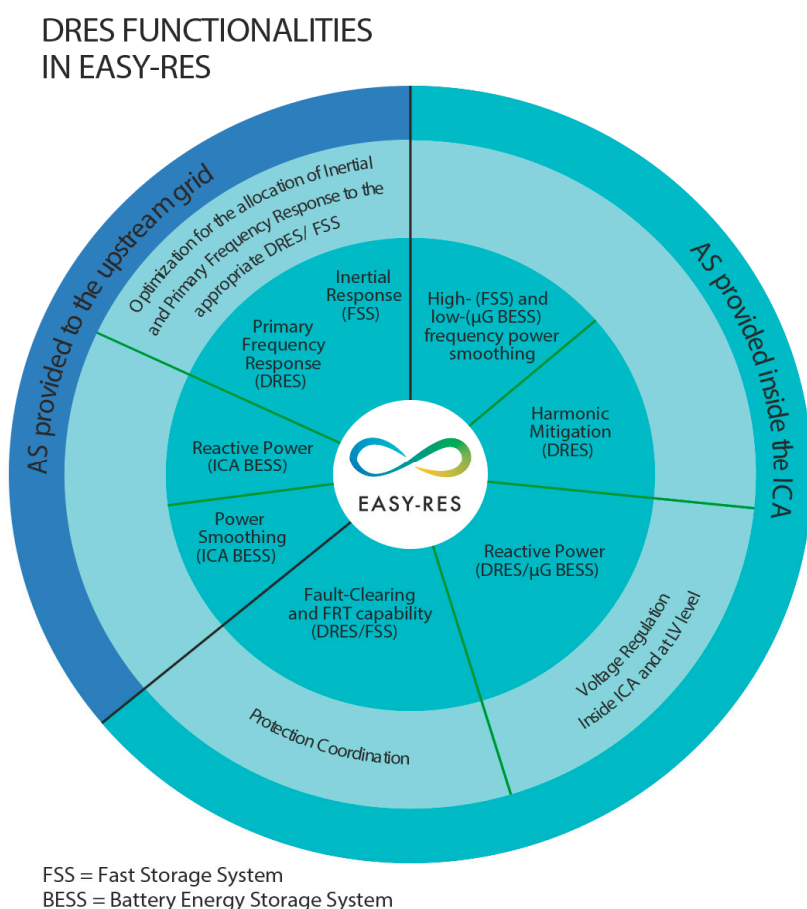 DRES FUNCTIONALITIES
IN EASY-RES
AS provided to the upstream grid
AS provided inside the ICA
Optimization for the allocation of Inertial
and Primary Frequency Response to the
appropriate DRES/ FSS
Inertial
Response
(FSS)
High- (FSS) and
low-(µG BESS)
frequency power
smoothing
Primary
Frequency
Response
(DRES)
Harmonic
Mitigation
(DRES)
Reactive Power
(ICA BESS)
EASY-RES
Power
Smoothing
(ICA BESS)
Reactive Power
(DRES/µG BESS)
Fault-Clearing
and FRT capability
(DRES/FSS)
Voltage Regulation
Inside ICA and at LV level
Protection Coordination
FSS = Fast Storage System
BESS = Battery Energy Storage System